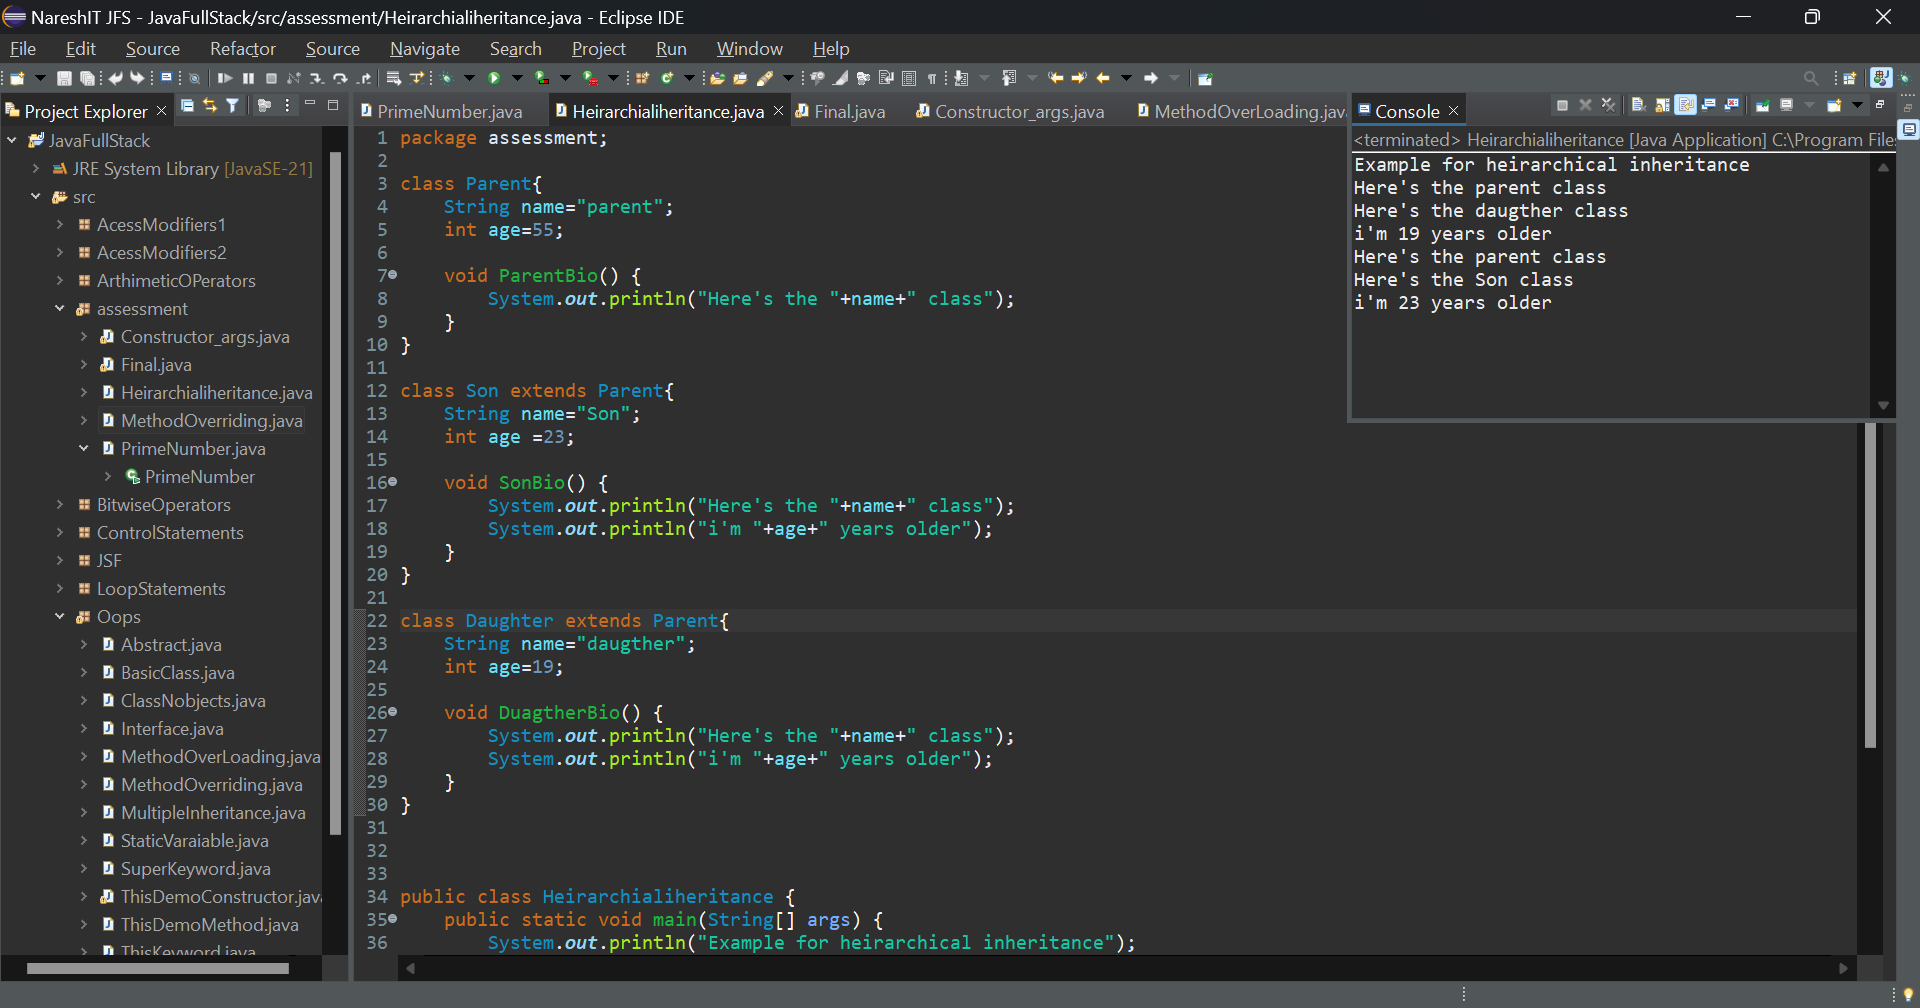 NareshIT JFS - JavaFullStack/src/assessment/Heirarchialiheritance.java - Eclipse IDE
File Edit Source Refactor Source Navigate Search Project Run Window Help
Project Explorer
JavaFullStack
JRE System Library [JavaSE-21]
src
AcessModifiers1
AcessModifiers2
ArthimeticOPerators
assessment
Constructor_args.java
Final.java
Heirarchialiheritance.java
MethodOverriding.java
PrimeNumber.java
PrimeNumber
BitwiseOperators
ControlStatements
JSF
LoopStatements
Oops
Abstract.java
BasicClass.java
ClassNobjects.java
Interface.java
MethodOverLoading.java
MethodOverriding.java
MultipleInheritance.java
StaticVaraiable.java
SuperKeyword.java
ThisDemoConstructor.jav
ThisDemoMethod.java
ThisKeyword.java
PrimeNumber.java Heirarchialiheritance.java Final.java Constructor_args.java MethodOverLoading.jav
1 package assessment;
2
3 class Parent{
4 String name="parent";
5 int age=55;
6
7 void ParentBio() {
8 System.out.println("Here's the "+name+" class");
9 }
10 }
11
12 class Son extends Parent{
13 String name="Son";
14 int age =23;
15
16 void SonBio() {
17 System.out.println("Here's the "+name+" class");
18 System.out.println("i'm "+age+" years older");
19 }
20 }
21
22 class Daughter extends Parent{
23 String name="daugther";
24 int age=19;
25
26 void DuagtherBio() {
27 System.out.println("Here's the "+name+" class");
28 System.out.println("i'm "+age+" years older");
29 }
30 }
31
32
33
34 public class Heirarchialiheritance {
35 public static void main(String[] args) {
36 System.out.println("Example for heirarchical inheritance");
Console
<terminated> Heirarchialiheritance [Java Application] C:\Program File
Example for heirarchical inheritance
Here's the parent class
Here's the daugther class
i'm 19 years older
Here's the parent class
Here's the Son class
i'm 23 years older